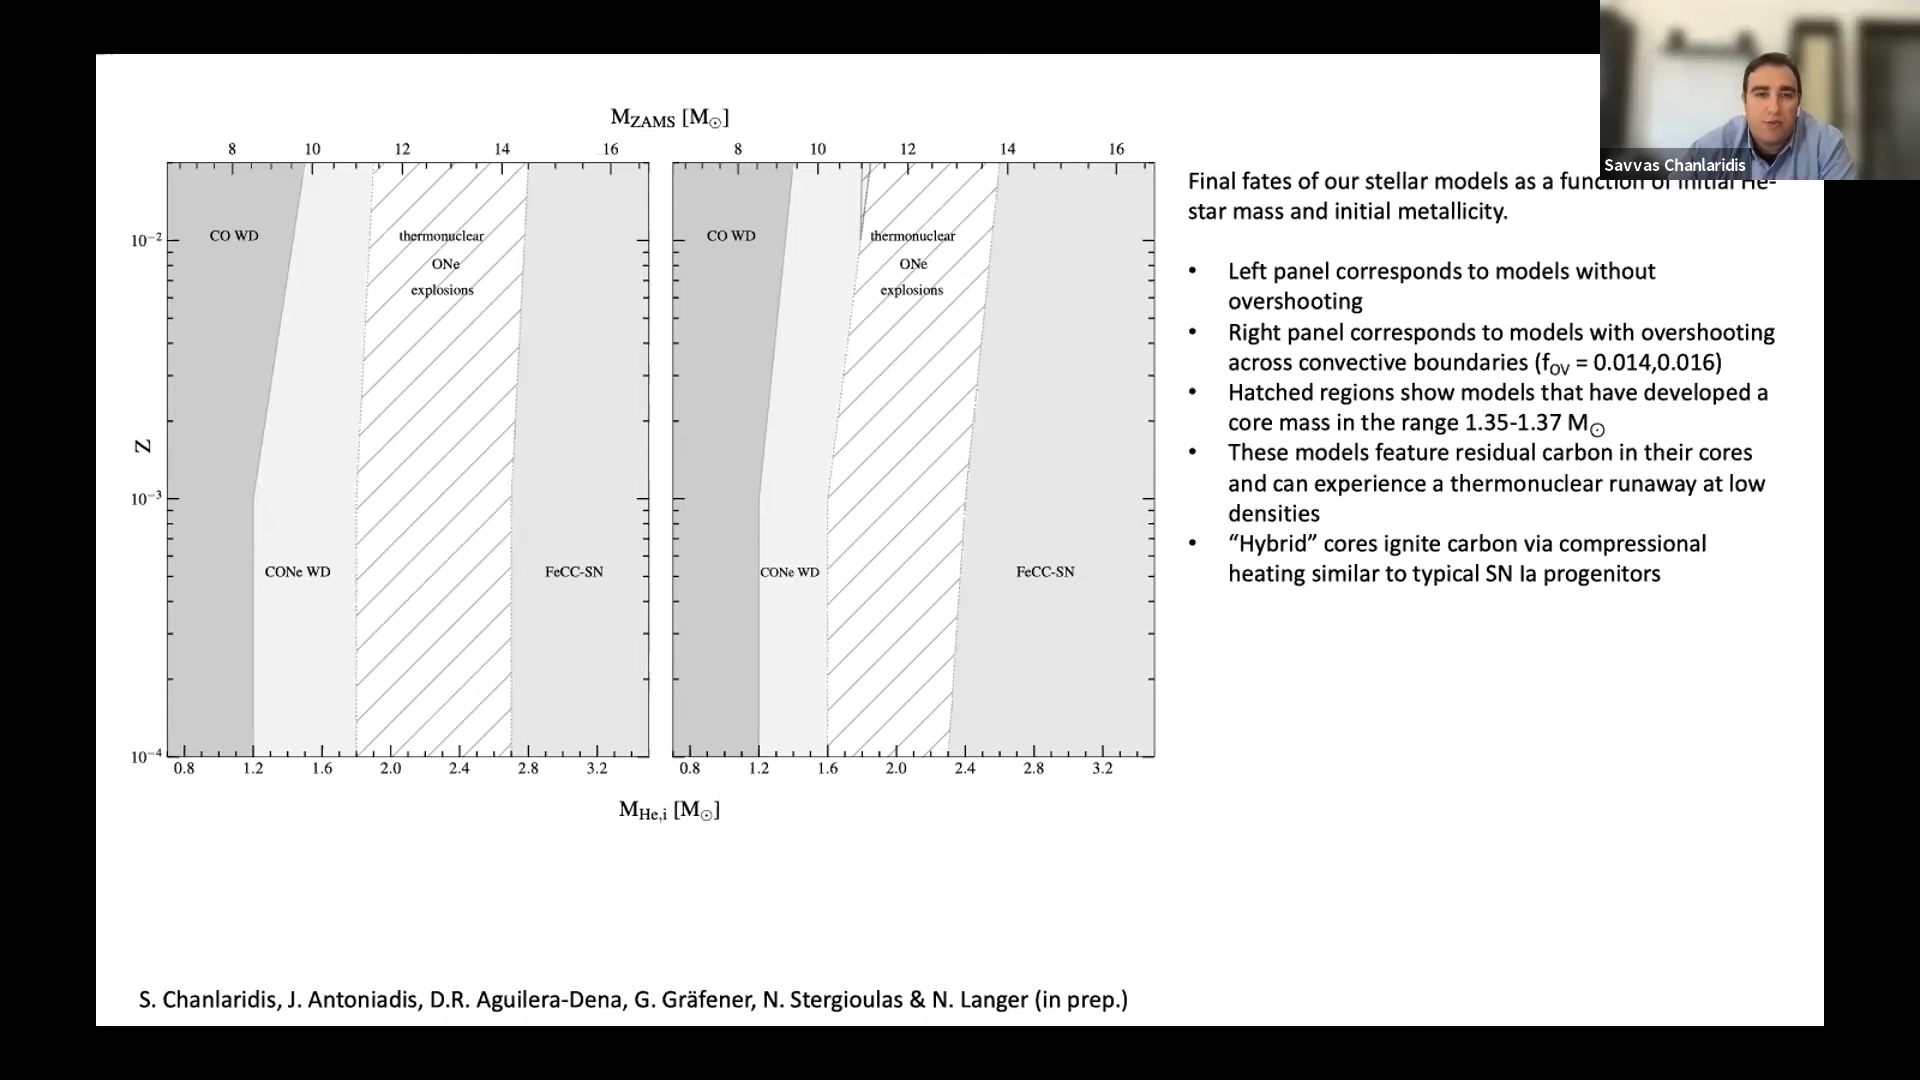 Savvas Chanlaridis
M_ZAMS [M_⊙]
8 10 12 14 16
8 10 12 14 16
CO WD
thermonuclear
ONe
explosions
CONe WD
FeCC-SN
CO WD
thermonuclear
ONe
explosions
CONe WD
FeCC-SN
Z
10^-2
10^-3
10^-4
0.8 1.2 1.6 2.0 2.4 2.8 3.2
0.8 1.2 1.6 2.0 2.4 2.8 3.2
M_He,i [M_⊙]
Final fates of our stellar models as a function of initial He-
star mass and initial metallicity.
• Left panel corresponds to models without
overshooting
• Right panel corresponds to models with overshooting
across convective boundaries (f_OV = 0.014,0.016)
• Hatched regions show models that have developed a
core mass in the range 1.35-1.37 M_⊙
• These models feature residual carbon in their cores
and can experience a thermonuclear runaway at low
densities
• “Hybrid” cores ignite carbon via compressional
heating similar to typical SN Ia progenitors
S. Chanlaridis, J. Antoniadis, D.R. Aguilera-Dena, G. Gräfener, N. Stergioulas & N. Langer (in prep.)